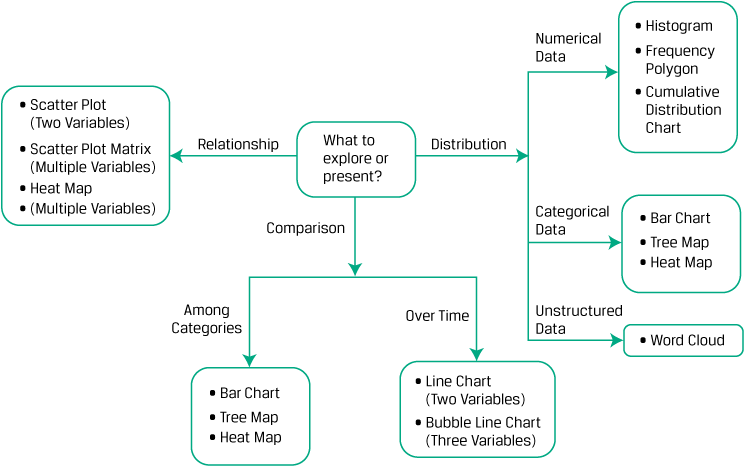 What to
explore or
present?
Relationship
• Scatter Plot
(Two Variables)
• Scatter Plot Matrix
(Multiple Variables)
• Heat Map
• (Multiple Variables)
Distribution
Numerical
Data
• Histogram
• Frequency
Polygon
• Cumulative
Distribution
Chart
Categorical
Data
• Bar Chart
• Tree Map
• Heat Map
Unstructured
Data
• Word Cloud
Comparison
Among
Categories
• Bar Chart
• Tree Map
• Heat Map
Over Time
• Line Chart
(Two Variables)
• Bubble Line Chart
(Three Variables)